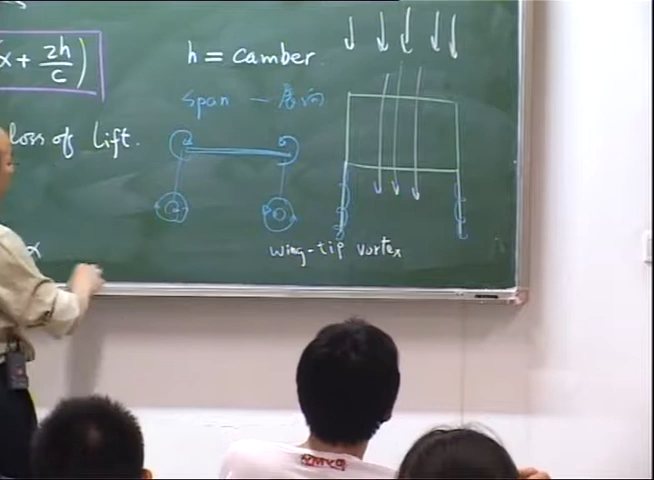 x + 2h/c)
h = camber.
span — 展向
loss of lift.
α
wing-tip vortex